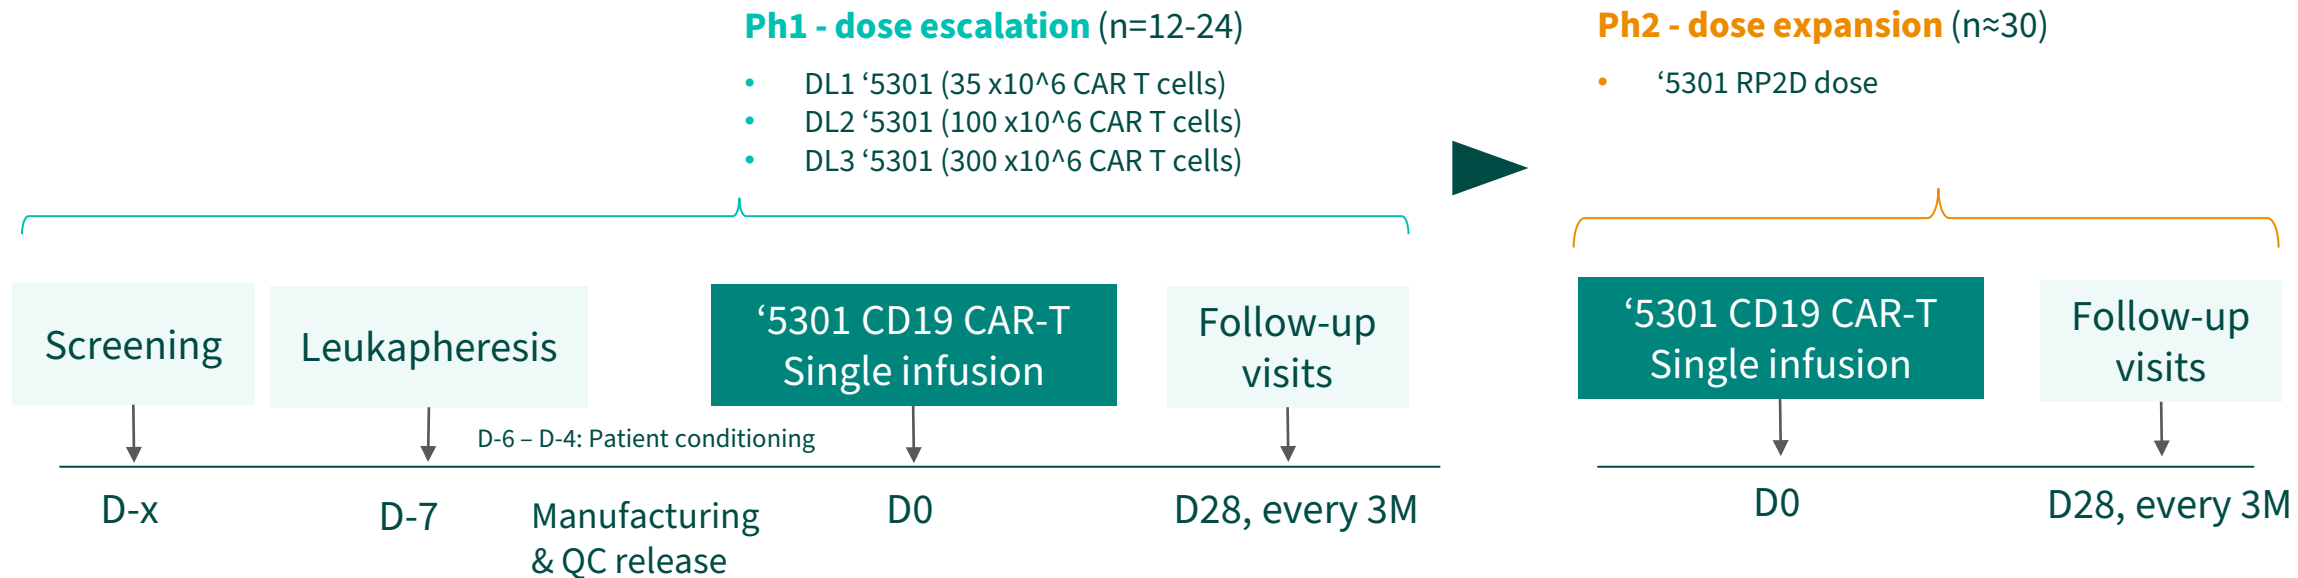 Ph1 - dose escalation (n=12-24)
• DL1 ‘5301 (35 x10^6 CAR T cells)
• DL2 ‘5301 (100 x10^6 CAR T cells)
• DL3 ‘5301 (300 x10^6 CAR T cells)
Ph2 - dose expansion (n≈30)
• ‘5301 RP2D dose
Screening
Leukapheresis
‘5301 CD19 CAR-T
Single infusion
Follow-up
visits
D-6 – D-4: Patient conditioning
D-x
D-7
Manufacturing
& QC release
D0
D28, every 3M
‘5301 CD19 CAR-T
Single infusion
Follow-up
visits
D0
D28, every 3M